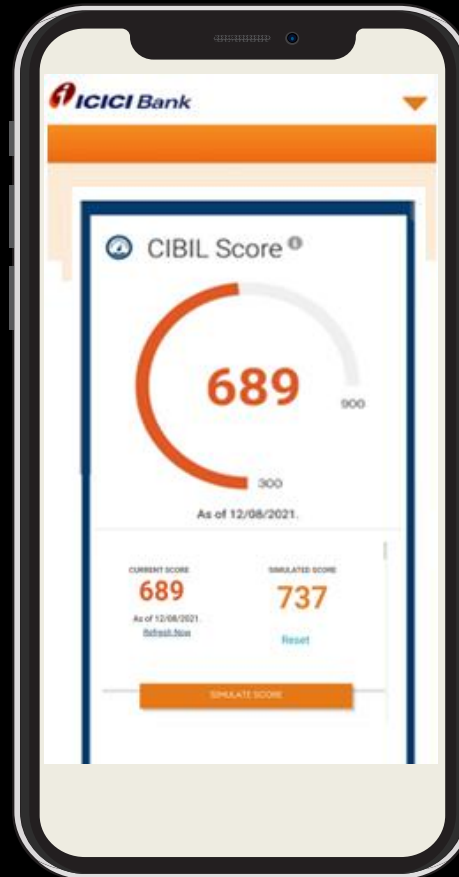 ICICI Bank
CIBIL Score
689
900
300
As of 12/08/2021.
CURRENT SCORE
689
As of 12/08/2021.
Refresh Now
SIMULATED SCORE
737
Reset
SIMULATE SCORE